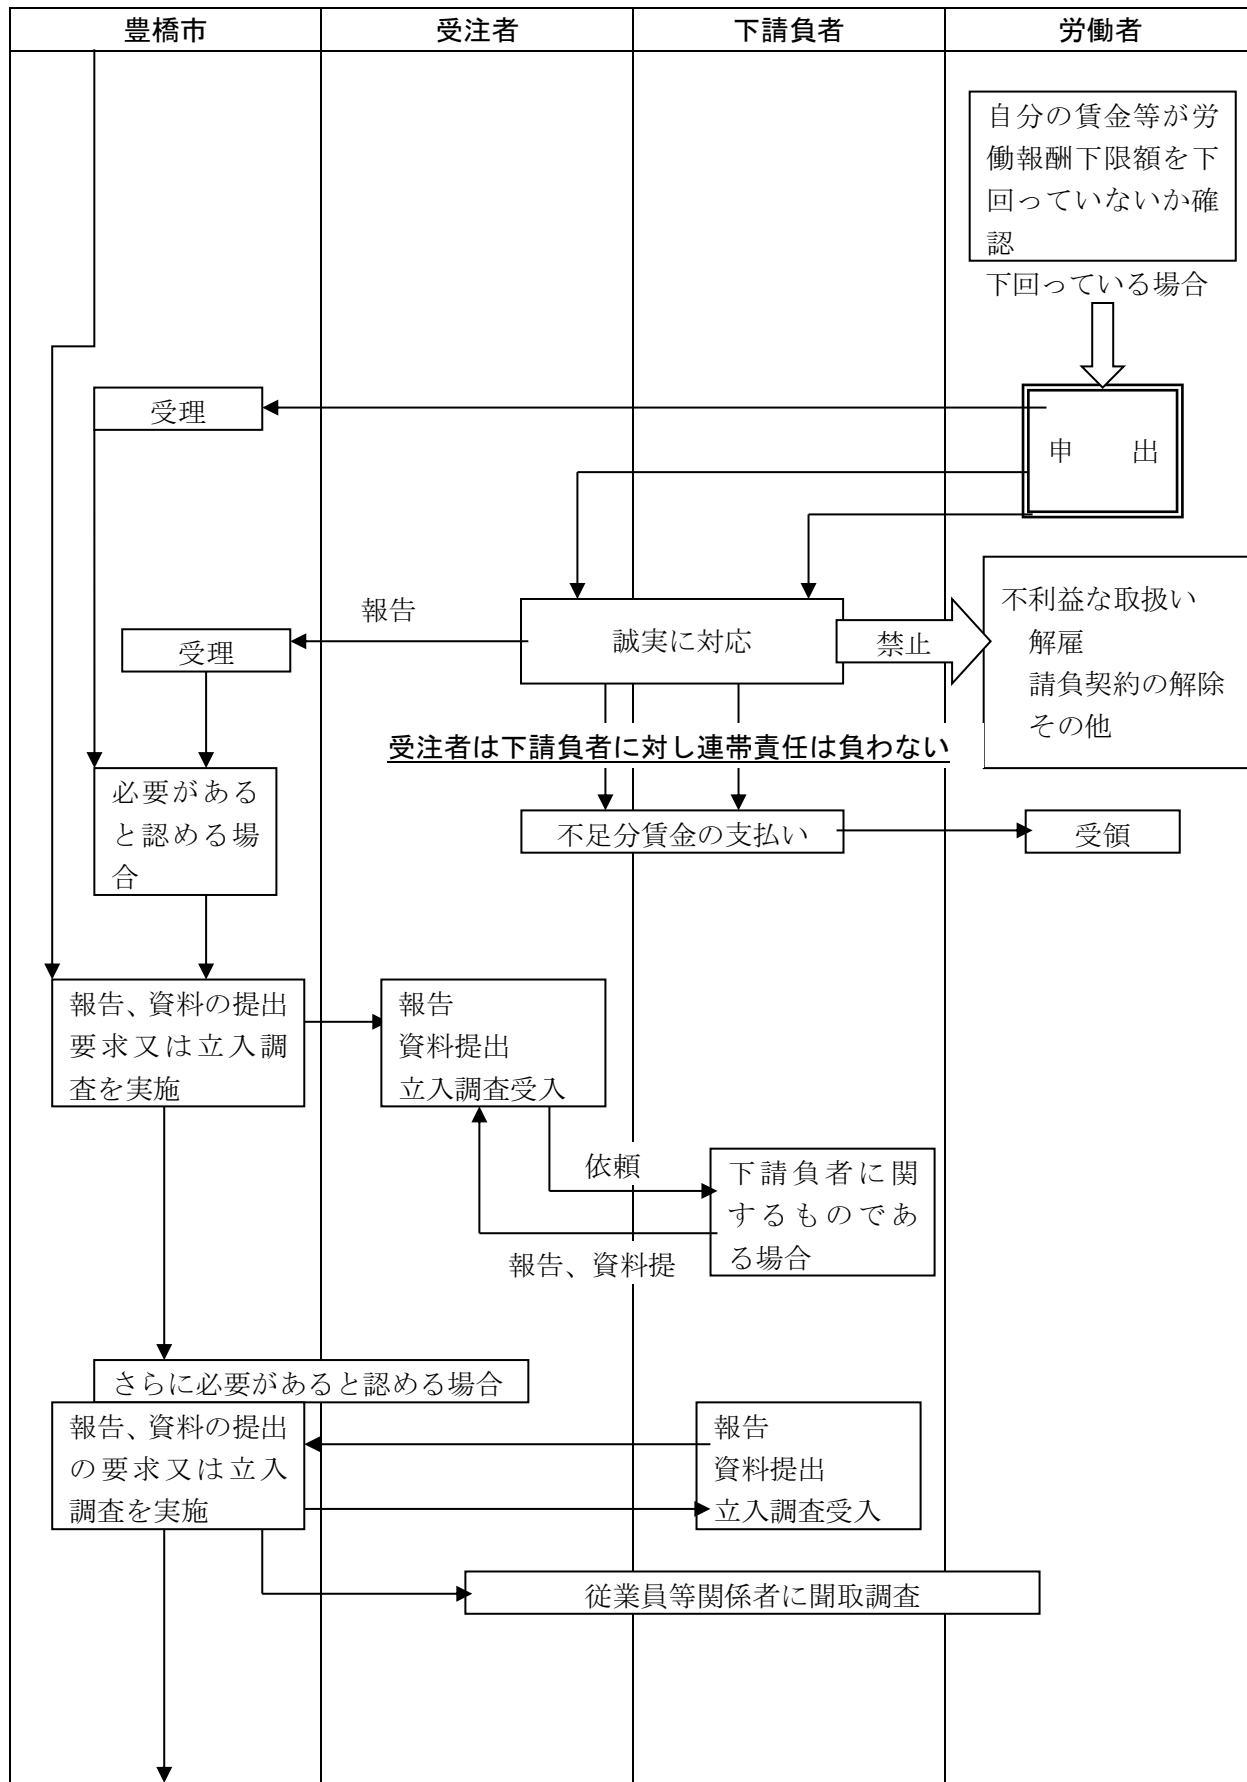 豊橋市
受注者
下請負者
労働者
自分の賃金等が労
働報酬下限額を下
回っていないか確
認
下回っている場合
受理
申　　出
報告
受理
誠実に対応
禁止
不利益な取扱い
解雇
請負契約の解除
その他
受注者は下請負者に対し連帯責任は負わない
必要がある
と認める場
合
不足分賃金の支払い
受領
報告、資料の提出
要求又は立入調
査を実施
報告
資料提出
立入調査受入
依頼
下請負者に関
するものであ
る場合
報告、資料提
さらに必要があると認める場合
報告、資料の提出
の要求又は立入
調査を実施
報告
資料提出
立入調査受入
従業員等関係者に聞取調査